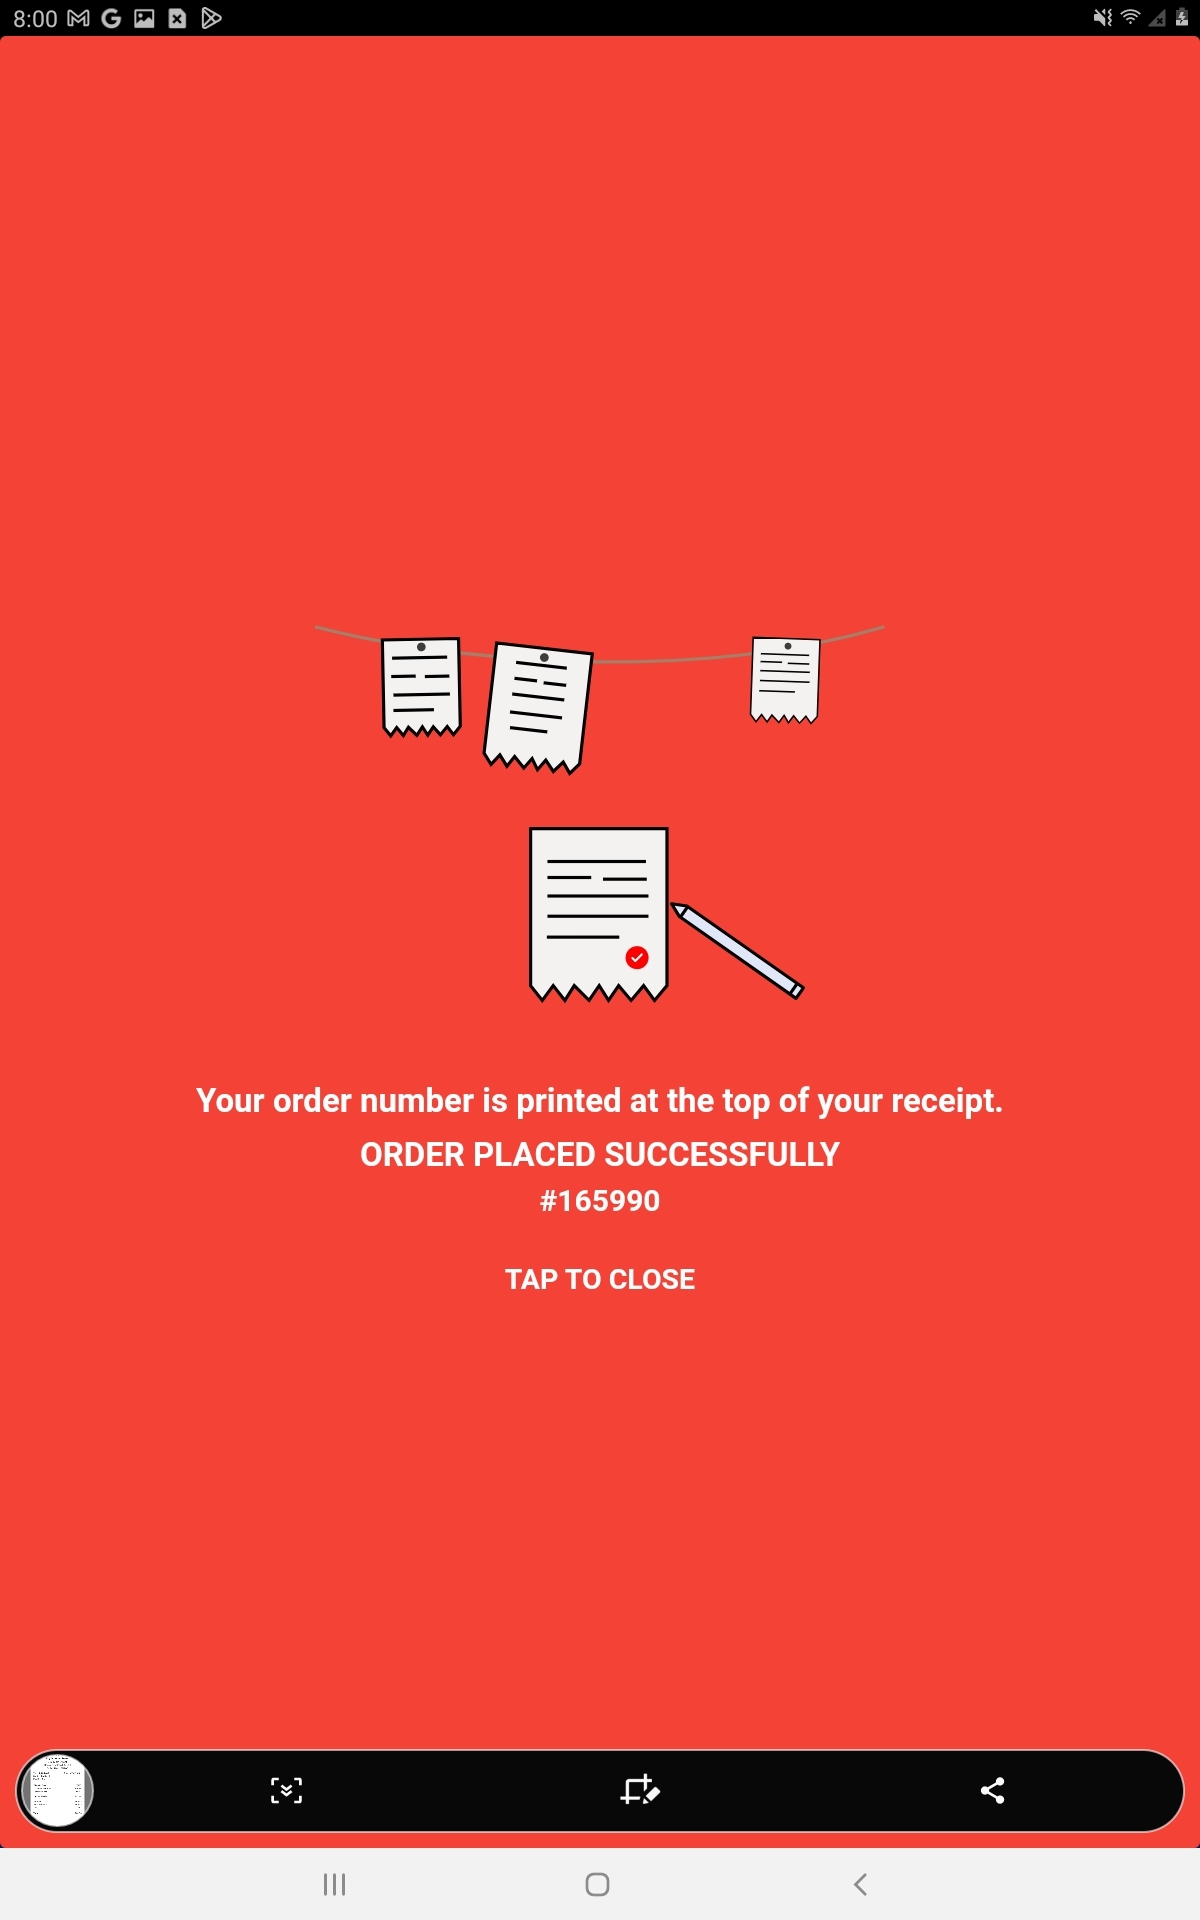 8:00
Your order number is printed at the top of your receipt.
ORDER PLACED SUCCESSFULLY
#165990
TAP TO CLOSE